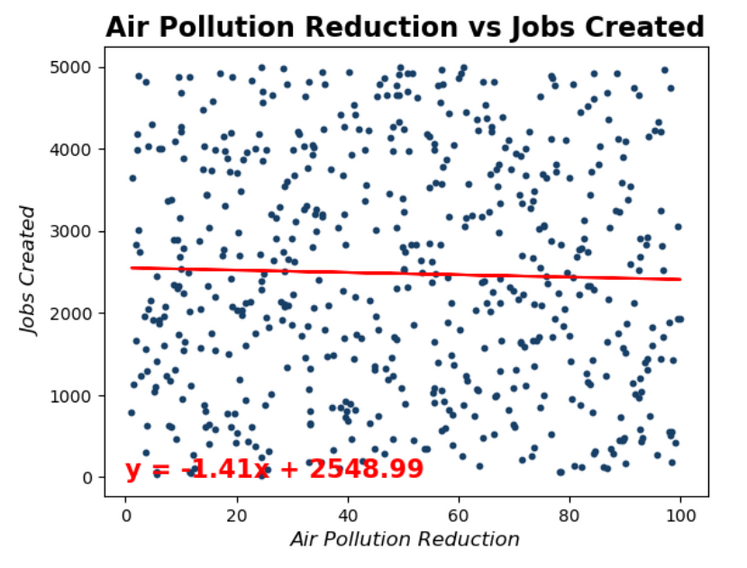 Air Pollution Reduction vs Jobs Created
5000
4000
3000
2000
1000
0
Jobs Created
y = -1.41x + 2548.99
0 20 40 60 80 100
Air Pollution Reduction